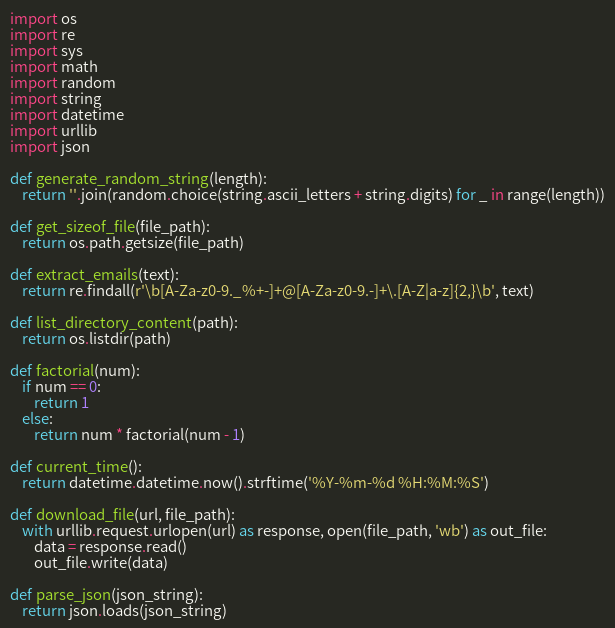 import os
import re
import sys
import math
import random
import string
import datetime
import urllib
import json

def generate_random_string(length):
    return ''.join(random.choice(string.ascii_letters + string.digits) for _ in range(length))

def get_sizeof_file(file_path):
    return os.path.getsize(file_path)

def extract_emails(text):
    return re.findall(r'\b[A-Za-z0-9._%+-]+@[A-Za-z0-9.-]+\.[A-Z|a-z]{2,}\b', text)

def list_directory_content(path):
    return os.listdir(path)

def factorial(num):
    if num == 0:
        return 1
    else:
        return num * factorial(num - 1)

def current_time():
    return datetime.datetime.now().strftime('%Y-%m-%d %H:%M:%S')

def download_file(url, file_path):
    with urllib.request.urlopen(url) as response, open(file_path, 'wb') as out_file:
        data = response.read()
        out_file.write(data)

def parse_json(json_string):
    return json.loads(json_string)